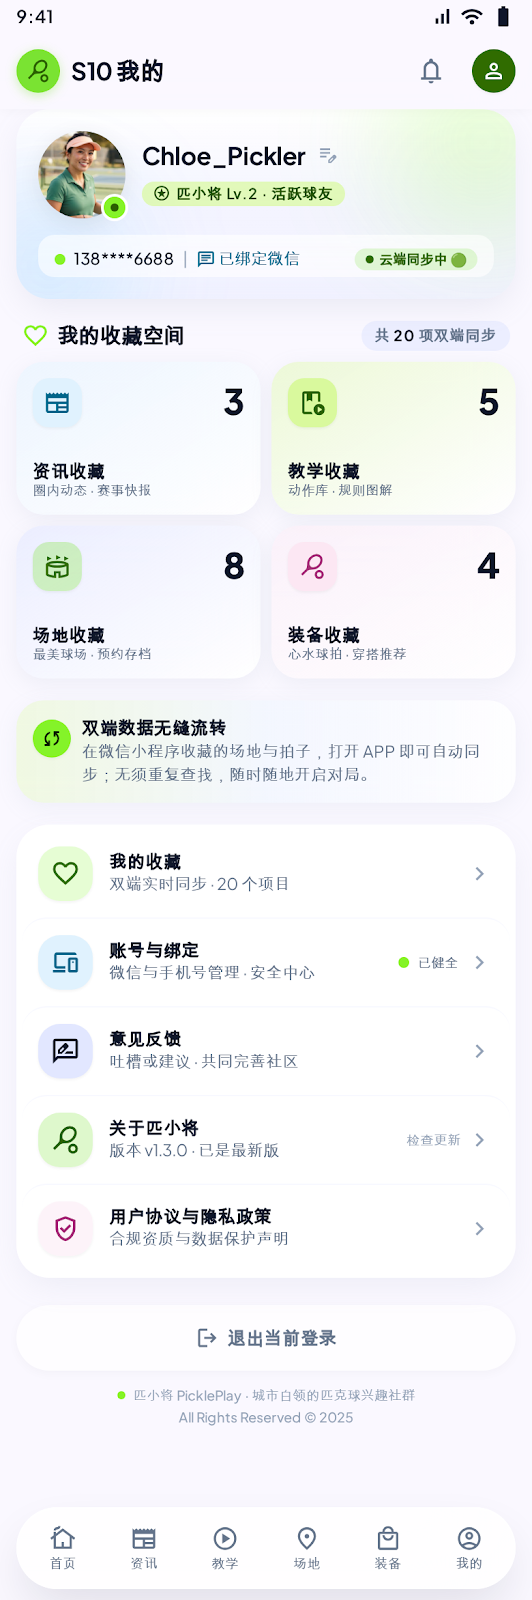 9:41
S10 我的
Chloe_Pickler
匹小将 Lv.2 · 活跃球友
138****6688 | 已绑定微信
云端同步中
我的收藏空间
共 20 项双端同步
3
资讯收藏
圈内动态 · 赛事快报
5
教学收藏
动作库 · 规则图解
8
场地收藏
最美球场 · 预约存档
4
装备收藏
心水球拍 · 穿搭推荐
双端数据无缝流转
在微信小程序收藏的场地与拍子，打开 APP 即可自动同
步；无须重复查找，随时随地开启对局。
我的收藏
双端实时同步 · 20 个项目
账号与绑定
微信与手机号管理 · 安全中心
已健全
意见反馈
吐槽或建议 · 共同完善社区
关于匹小将
版本 v1.3.0 · 已是最新版
检查更新
用户协议与隐私政策
合规资质与数据保护声明
退出当前登录
匹小将 PicklePlay · 城市白领的匹克球兴趣社群
All Rights Reserved © 2025
首页
资讯
教学
场地
装备
我的